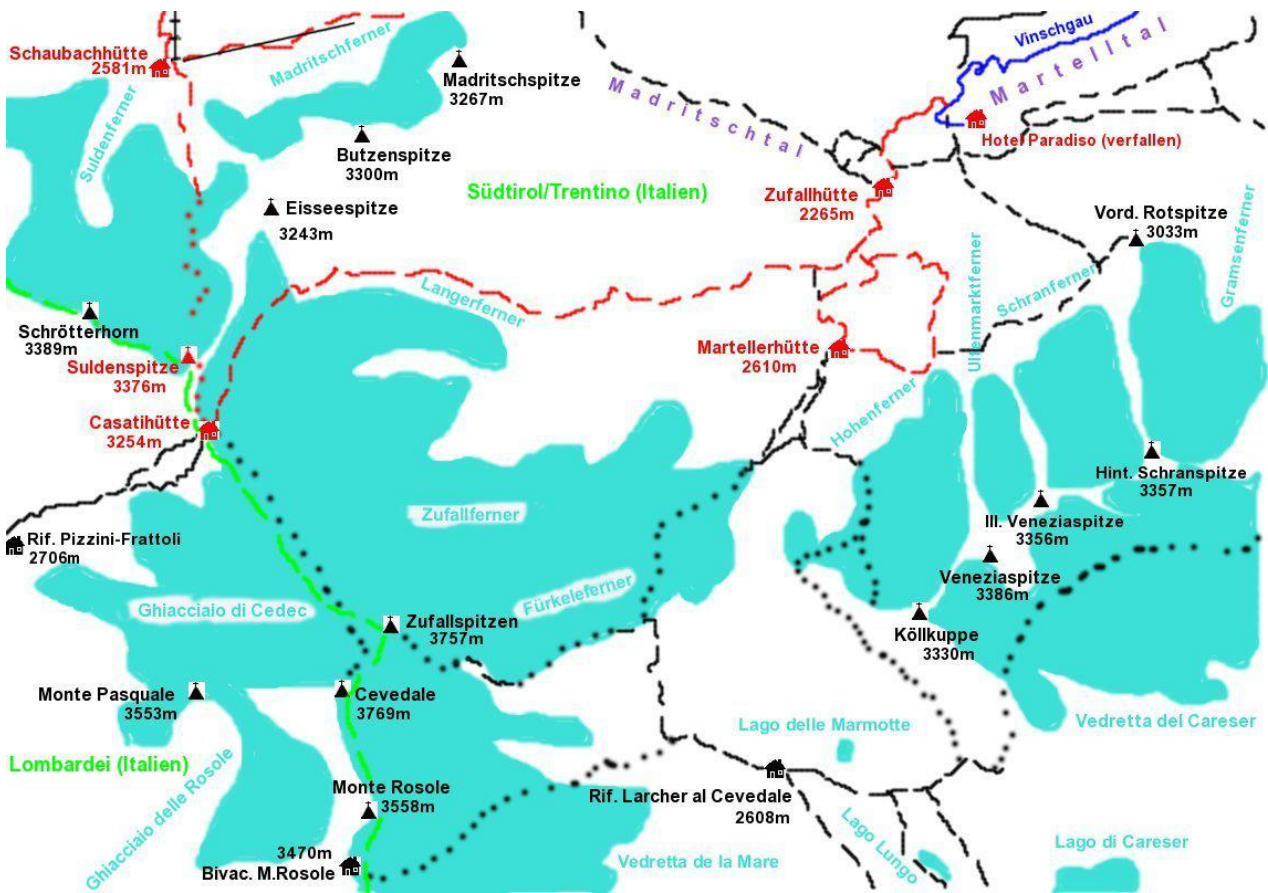 Schaubachhütte
2581m
Madritschferner
Madritschspitze
3267m
Vinschgau
Martelltal
Madritschtal
Hotel Paradiso (verfallen)
Suldenferner
Butzenspitze
3300m
Südtirol/Trentino (Italien)
Zufallhütte
2265m
Eisseespitze
3243m
Vord. Rotspitze
3033m
Gramsenferner
Ultenmarktferner
Schranferner
Langerferner
Schrötterhorn
3389m
Suldenspitze
3376m
Martellerhütte
2610m
Casatihütte
3254m
Hohenferner
Hint. Schranspitze
3357m
Zufallferner
III. Veneziaspitze
3356m
Rif. Pizzini-Frattoli
2706m
Veneziaspitze
3386m
Ghiacciaio di Cedec
Fürkeleferner
Zufallspitzen
3757m
Köllkuppe
3330m
Monte Pasquale
3553m
Cevedale
3769m
Lago delle Marmotte
Vedretta del Careser
Lombardei (Italien)
Ghiacciaio delle Rosole
Monte Rosole
3558m
Rif. Larcher al Cevedale
2608m
3470m
Bivac. M.Rosole
Vedretta de la Mare
Lago Lungo
Lago di Careser